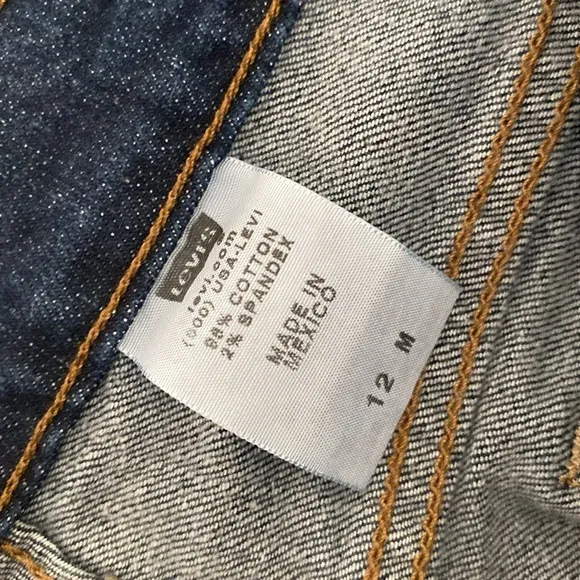 LEVI'S
levi.com
(800) USA-LEVI
98% COTTON
2% SPANDEX
MADE IN
MEXICO
12 M